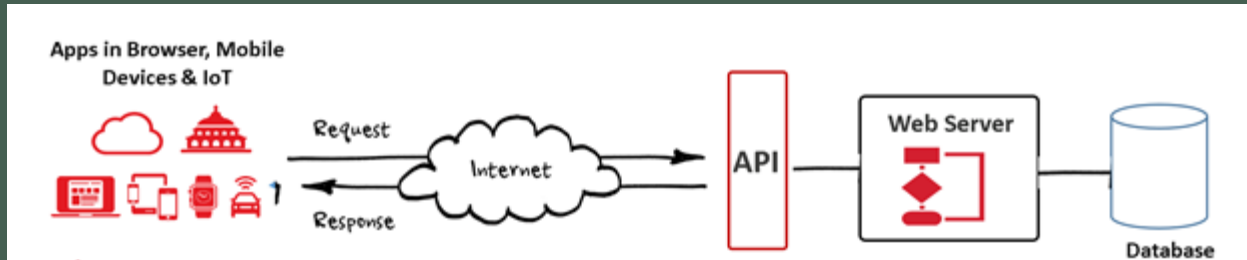 Apps in Browser, Mobile
Devices & IoT
Request
Internet
Response
API
Web Server
Database